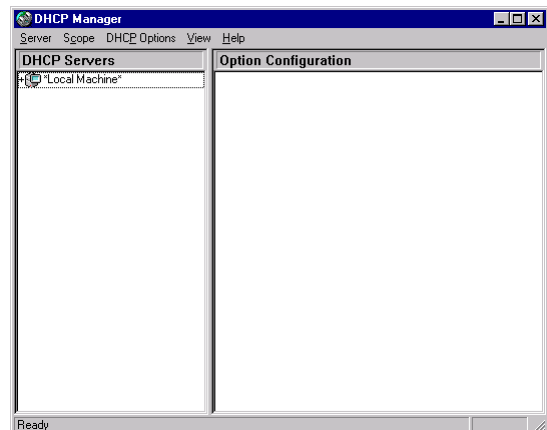 DHCP Manager
Server Scope DHCP Options View Help
DHCP Servers Option Configuration
*Local Machine*
Ready